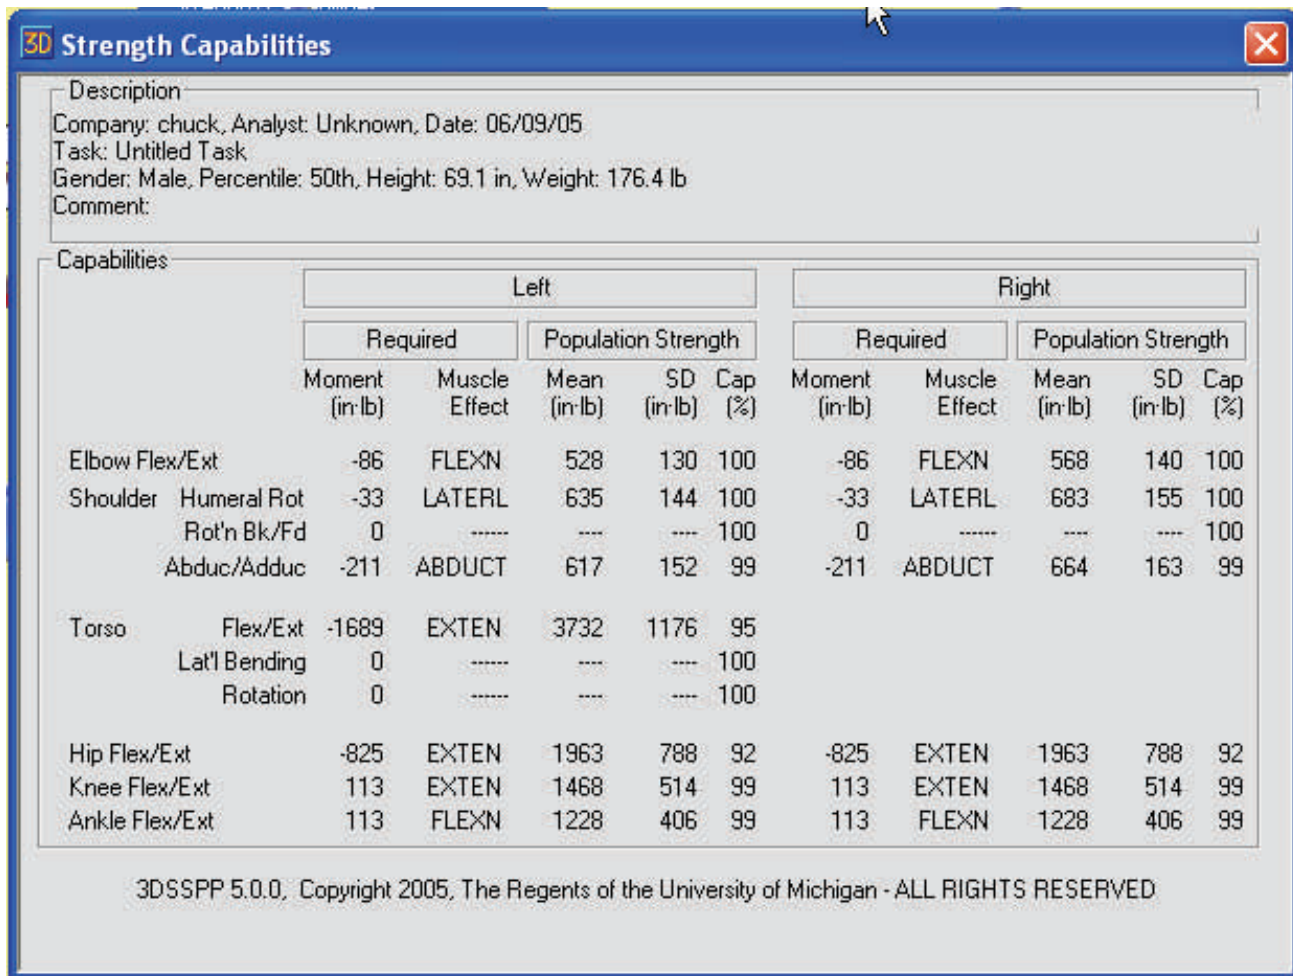 3D Strength Capabilities
Description
Company: chuck, Analyst: Unknown, Date: 06/09/05
Task: Untitled Task
Gender: Male, Percentile: 50th, Height: 69.1 in, Weight: 176.4 lb
Comment:
Capabilities
Left Right
Required Population Strength Required Population Strength
Moment Muscle Mean SD Cap Moment Muscle Mean SD Cap
(in·lb) Effect (in·lb) (in·lb) (%) (in·lb) Effect (in·lb) (in·lb) (%)
Elbow Flex/Ext -86 FLEXN 528 130 100 -86 FLEXN 568 140 100
Shoulder Humeral Rot -33 LATERL 635 144 100 -33 LATERL 683 155 100
Rot'n Bk/Fd 0 ------ ---- ---- 100 0 ------ ---- ---- 100
Abduc/Adduc -211 ABDUCT 617 152 99 -211 ABDUCT 664 163 99
Torso Flex/Ext -1689 EXTEN 3732 1176 95
Lat'l Bending 0 ------ ---- ---- 100
Rotation 0 ------ ---- ---- 100
Hip Flex/Ext -825 EXTEN 1963 788 92 -825 EXTEN 1963 788 92
Knee Flex/Ext 113 EXTEN 1468 514 99 113 EXTEN 1468 514 99
Ankle Flex/Ext 113 FLEXN 1228 406 99 113 FLEXN 1228 406 99
3DSSPP 5.0.0, Copyright 2005, The Regents of the University of Michigan - ALL RIGHTS RESERVED